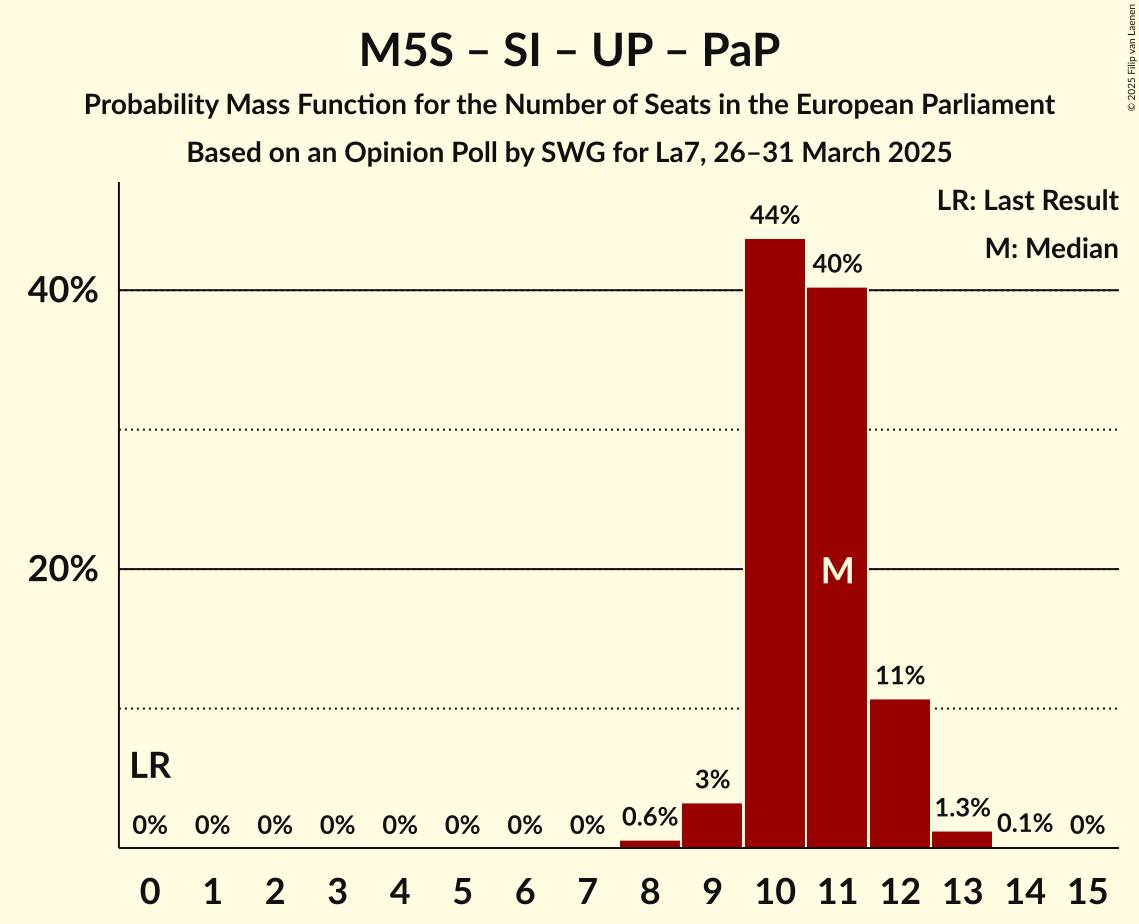 M5S – SI – UP – PaP
Probability Mass Function for the Number of Seats in the European Parliament
Based on an Opinion Poll by SWG for La7, 26–31 March 2025
© 2025 Filip van Laenen
LR: Last Result
M: Median
44%
40%
40%
20%
M
11%
LR
3%
0% 0% 0% 0% 0% 0% 0% 0% 0.6% 1.3% 0.1% 0%
0 1 2 3 4 5 6 7 8 9 10 11 12 13 14 15